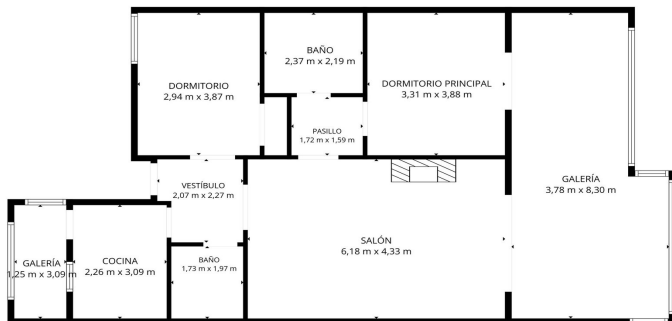 BAÑO
2,37 m x 2,19 m
DORMITORIO
2,94 m x 3,87 m
DORMITORIO PRINCIPAL
3,31 m x 3,88 m
PASILLO
1,72 m x 1,59 m
GALERÍA
3,78 m x 8,30 m
VESTÍBULO
2,07 m x 2,27 m
SALÓN
6,18 m x 4,33 m
GALERÍA
1,25 m x 3,09 m
COCINA
2,26 m x 3,09 m
BAÑO
1,73 m x 1,97 m